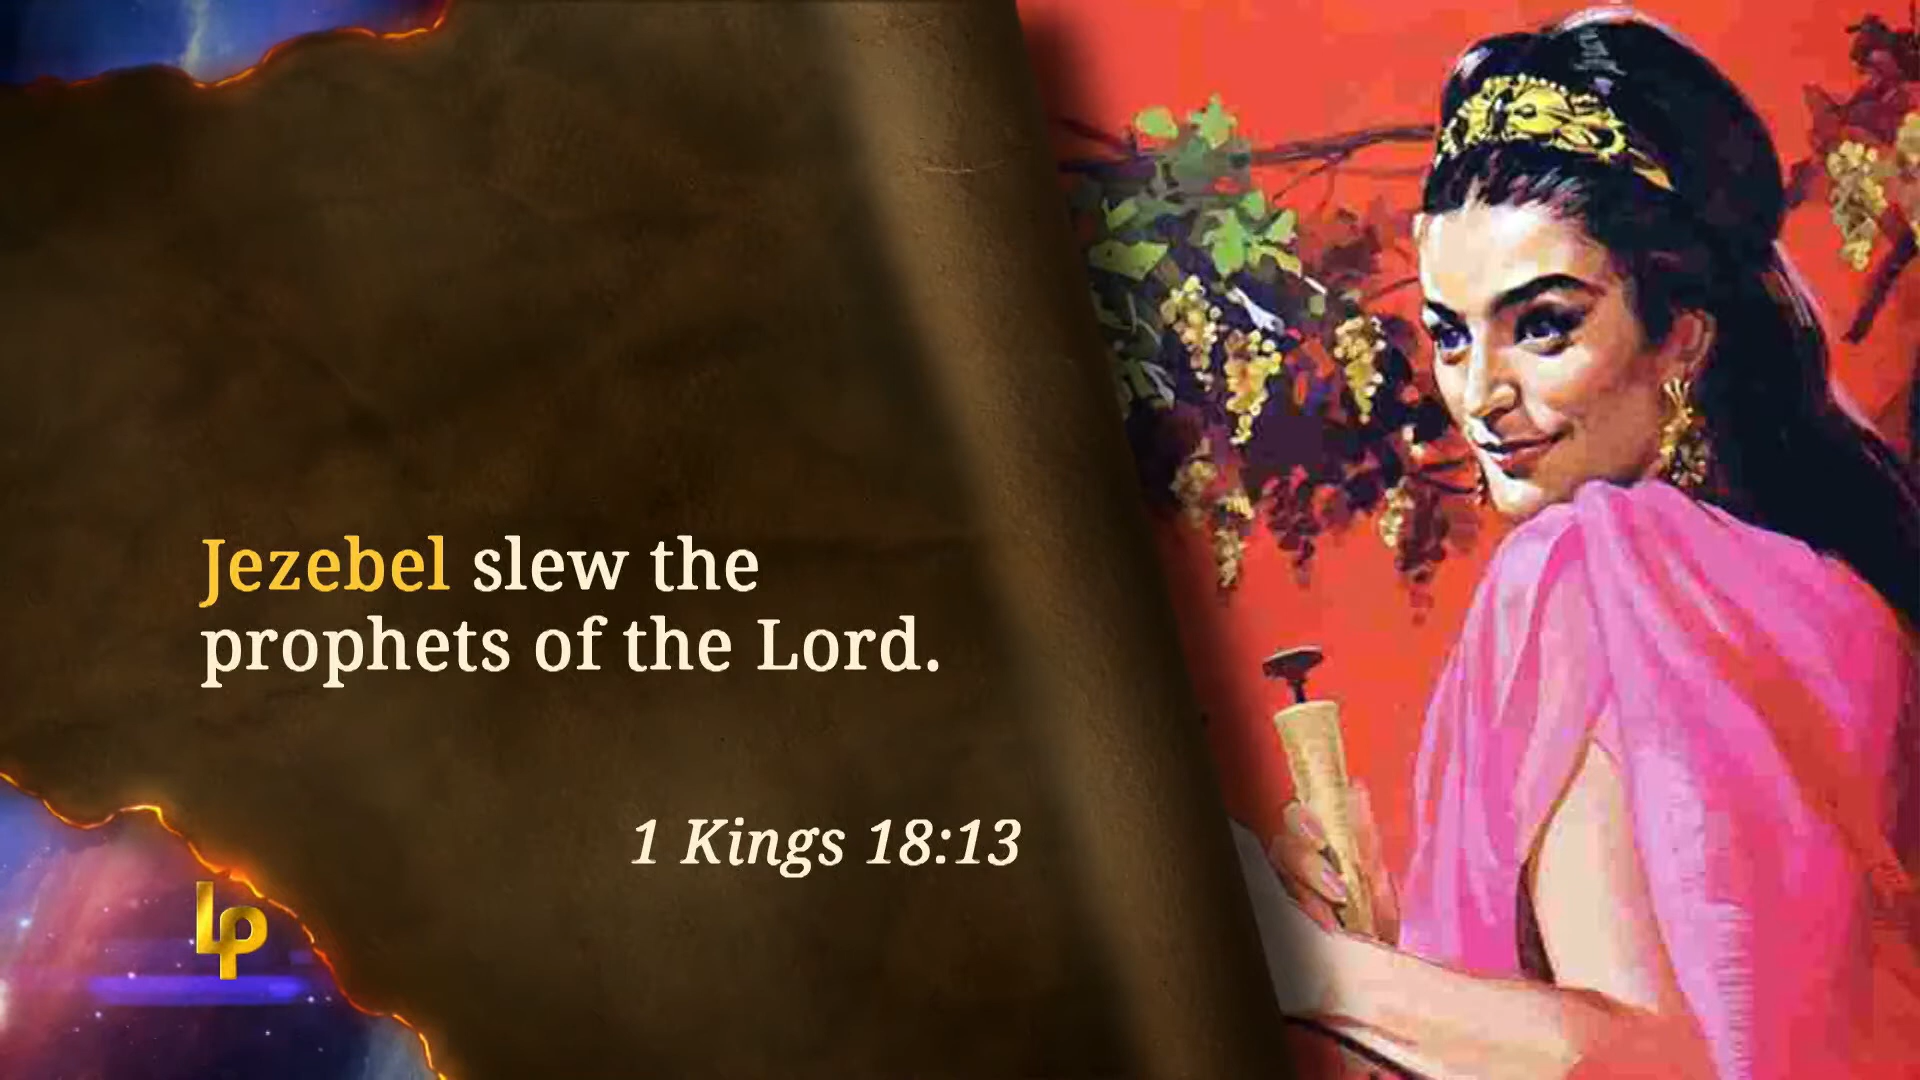 Jezebel slew the
prophets of the Lord.
1 Kings 18:13
LP